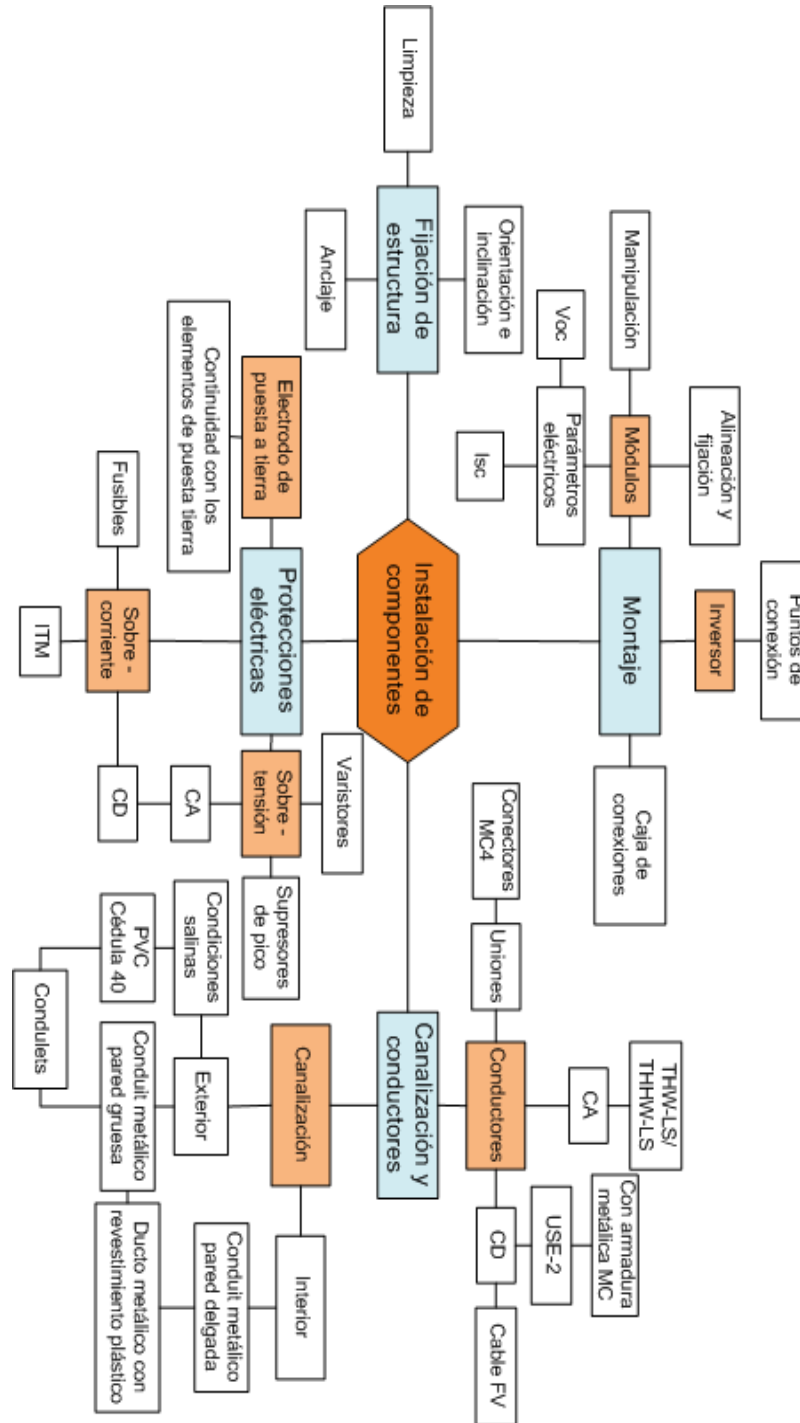 Puntos de
conexión
Alineación y
fijación
Manipulación
Módulos
Inversor
Voc
Parámetros
eléctricos
Isc
Montaje
Caja de
conexiones
Limpieza
Orientación e
inclinación
Fijación de
estructura
Anclaje
Instalación de
componentes
Electrodo de
puesta a tierra
Continuidad con los
elementos de puesta tierra
Protecciones
eléctricas
Fusibles
Sobre -
corriente
ITM
CD
CA
Sobre -
tensión
Varistores
Supresores
de pico
Canalización y
conductores
Conectores
MC4
Uniones
Conductores
CA
THW-LS/
THHW-LS
CD
USE-2
Con armadura
metálica MC
Cable FV
Canalización
Exterior
Condiciones
salinas
PVC
Cédula 40
Condulets
Conduit metálico
pared gruesa
Interior
Conduit metálico
pared delgada
Ducto metálico con
revestimiento plástico